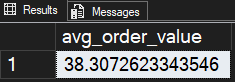 Results Messages
avg_order_value
1 38.3072623343546